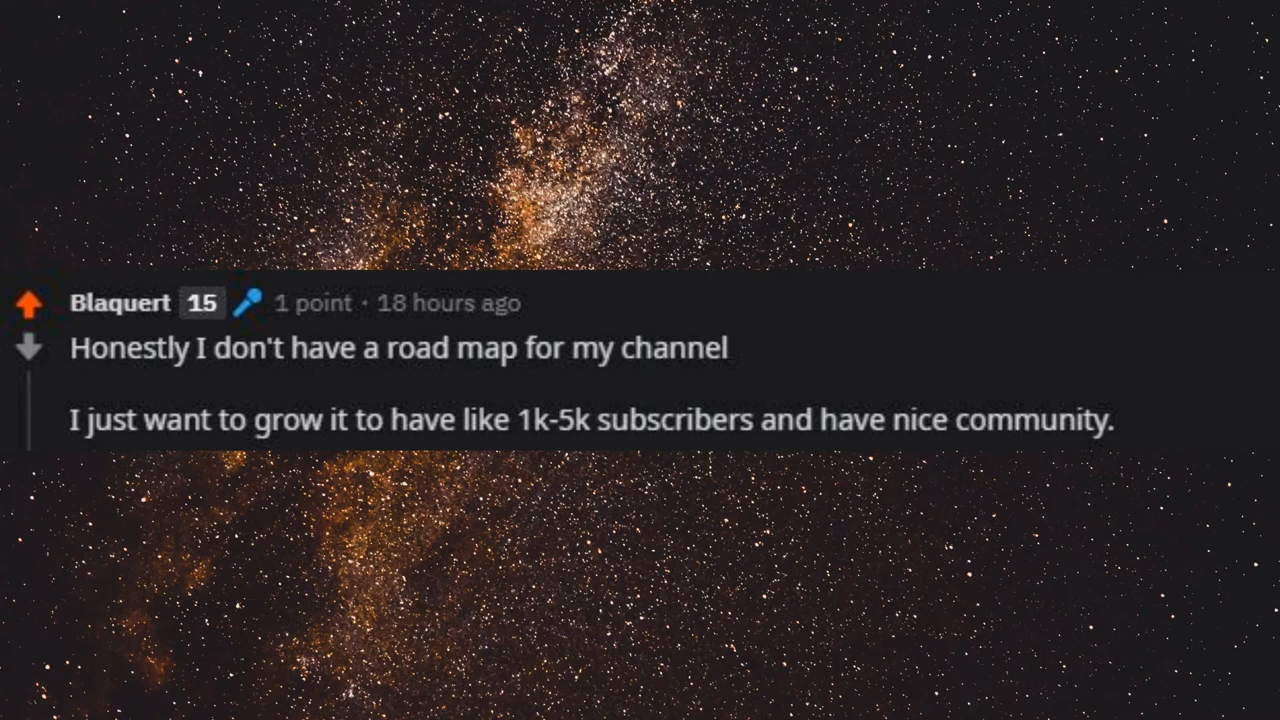 Blaquert 15 1 point · 18 hours ago
Honestly I don't have a road map for my channel
I just want to grow it to have like 1k-5k subscribers and have nice community.